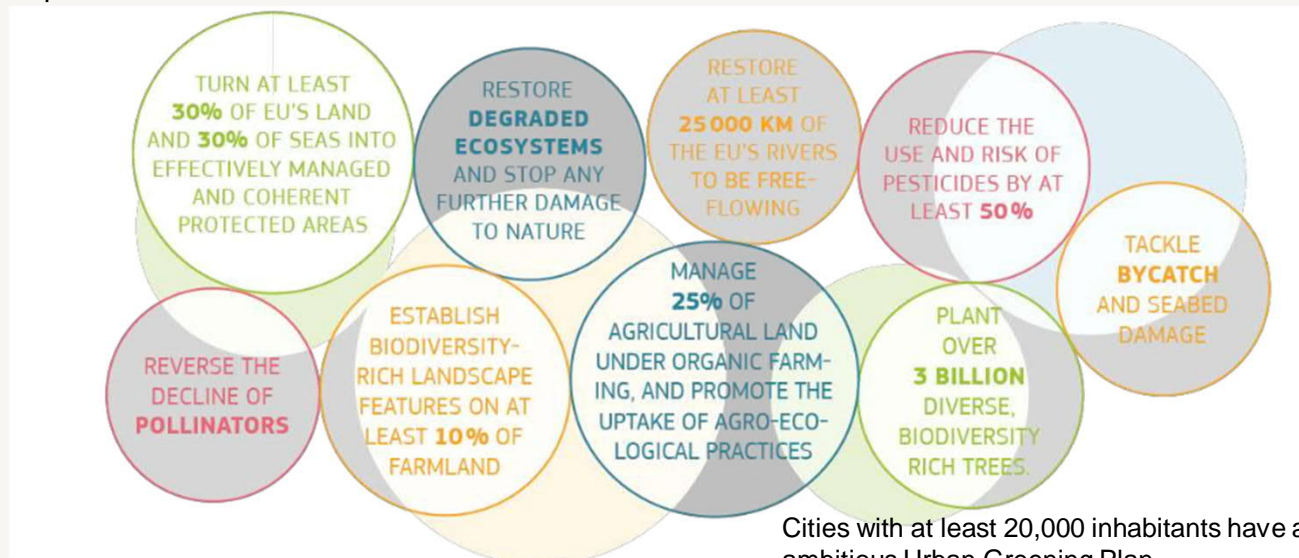 TURN AT LEAST
30% OF EU'S LAND
AND 30% OF SEAS INTO
EFFECTIVELY MANAGED
AND COHERENT
PROTECTED AREAS
RESTORE
DEGRADED
ECOSYSTEMS
AND STOP ANY
FURTHER DAMAGE
TO NATURE
RESTORE
AT LEAST
25 000 KM OF
THE EU'S RIVERS
TO BE FREE-
FLOWING
REDUCE THE
USE AND RISK OF
PESTICIDES BY AT
LEAST 50%
TACKLE
BYCATCH
AND SEABED
DAMAGE
REVERSE THE
DECLINE OF
POLLINATORS
ESTABLISH
BIODIVERSITY-
RICH LANDSCAPE
FEATURES ON AT
LEAST 10% OF
FARMLAND
MANAGE
25% OF
AGRICULTURAL LAND
UNDER ORGANIC FARM-
ING, AND PROMOTE THE
UPTAKE OF AGRO-ECO-
LOGICAL PRACTICES
PLANT
OVER
3 BILLION
DIVERSE,
BIODIVERSITY
RICH TREES.
Cities with at least 20,000 inhabitants have
ambitious Urban Greening Plan